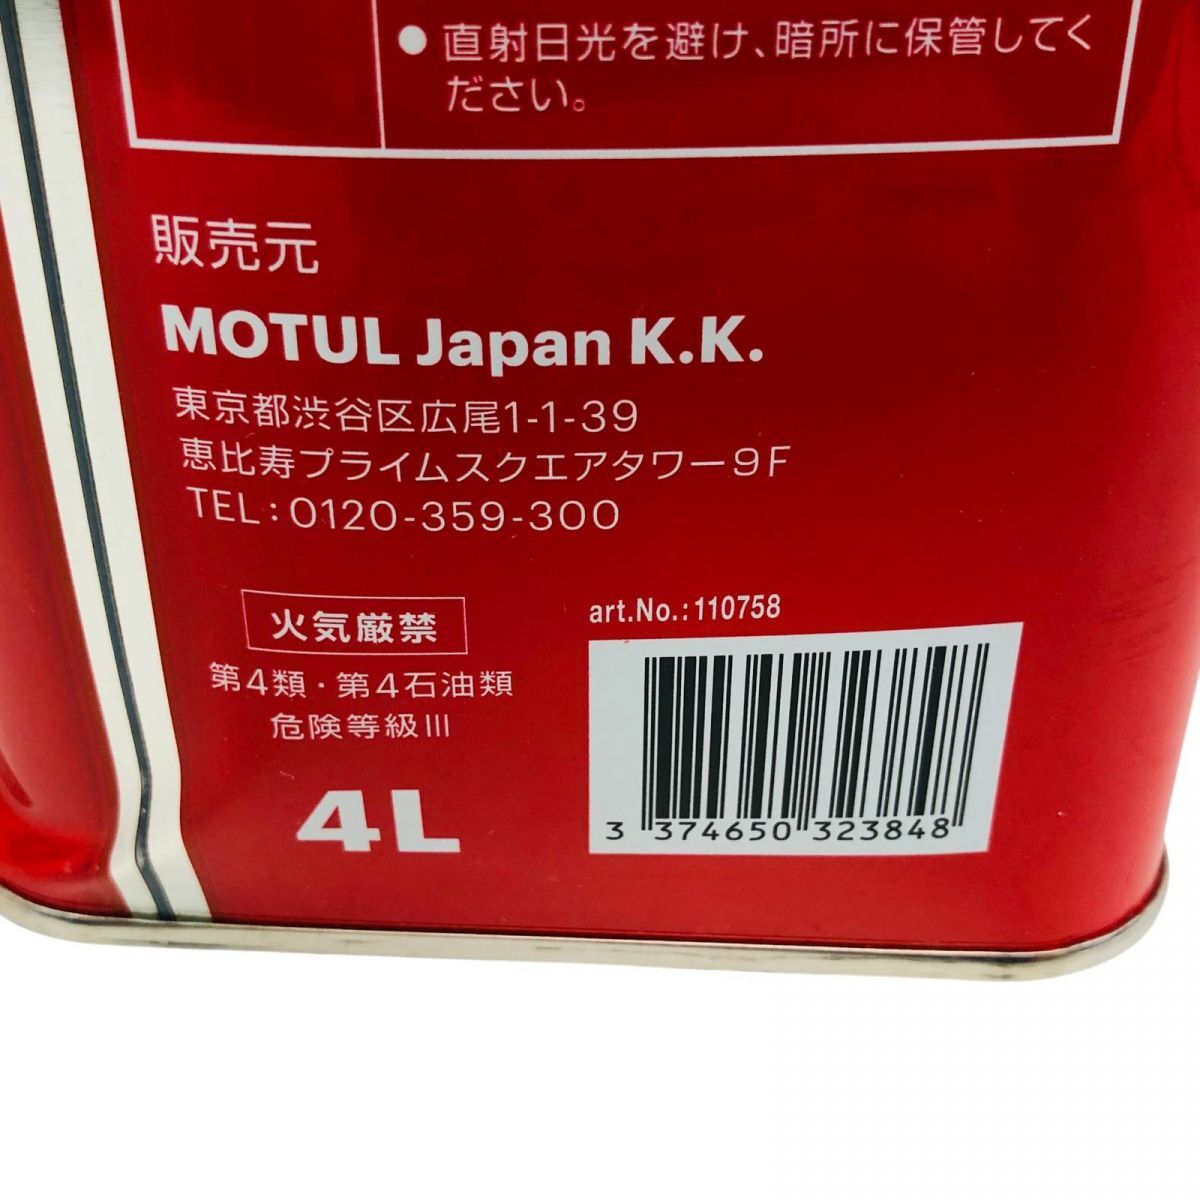 ● 直射日光を避け、暗所に保管してく
ださい。
販売元
MOTUL Japan K.K.
東京都渋谷区広尾1-1-39
恵比寿プライムスクエアタワー9F
TEL:0120-359-300
火気厳禁
第4類・第4石油類
危険等級III
4L
art.No.:110758
3 374650 323848